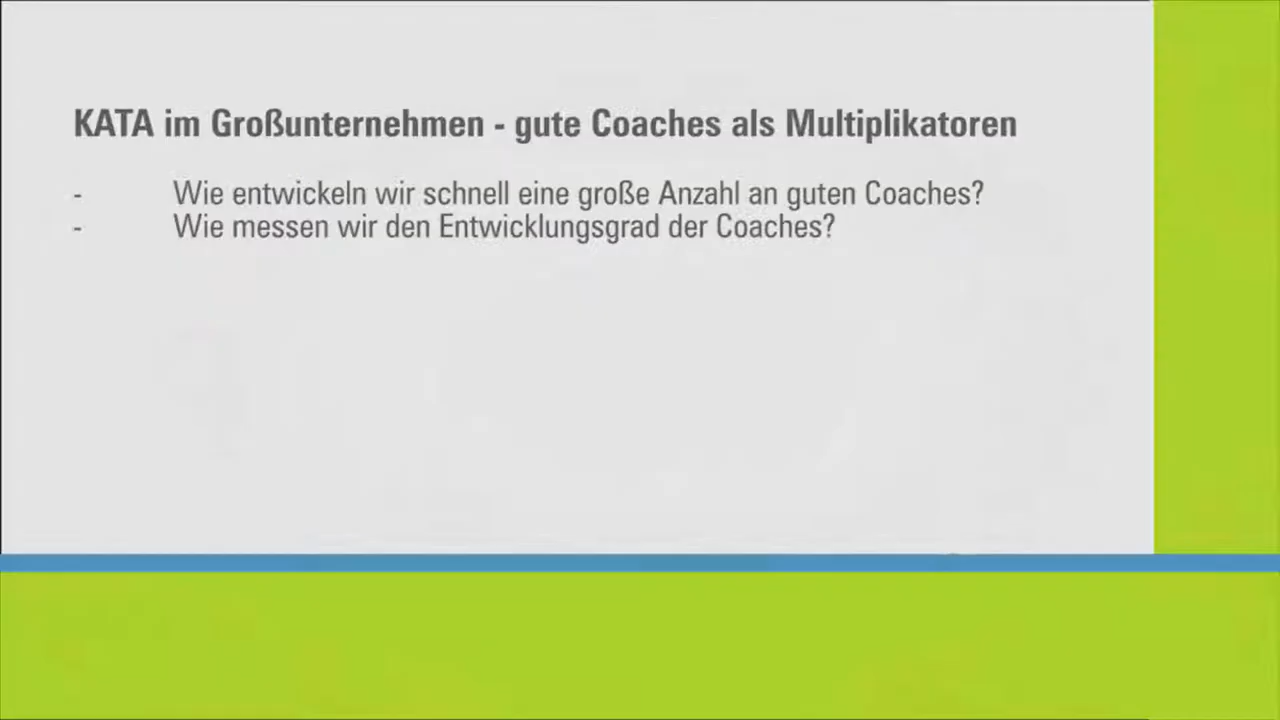 KATA im Großunternehmen - gute Coaches als Multiplikatoren
- Wie entwickeln wir schnell eine große Anzahl an guten Coaches?
- Wie messen wir den Entwicklungsgrad der Coaches?